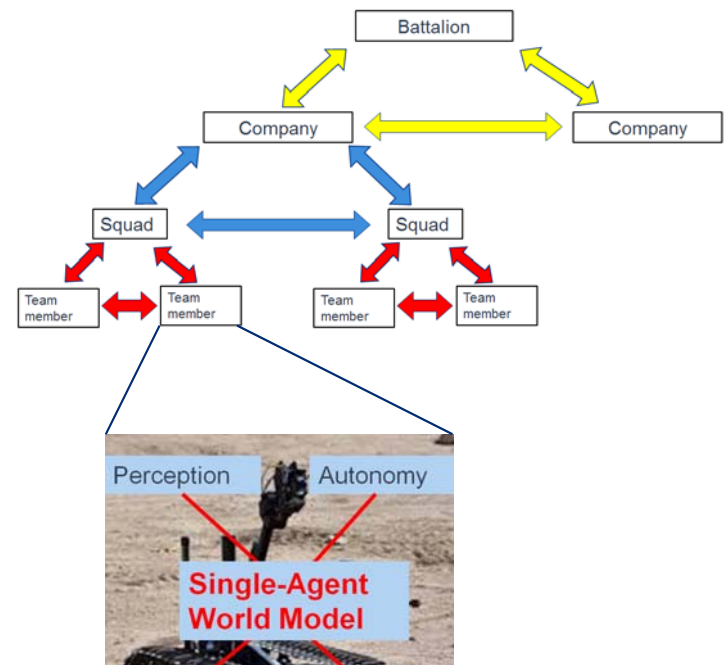 Battalion
Company
Company
Squad
Squad
Team
member
Team
member
Team
member
Team
member
Perception
Autonomy
Single-Agent
World Model